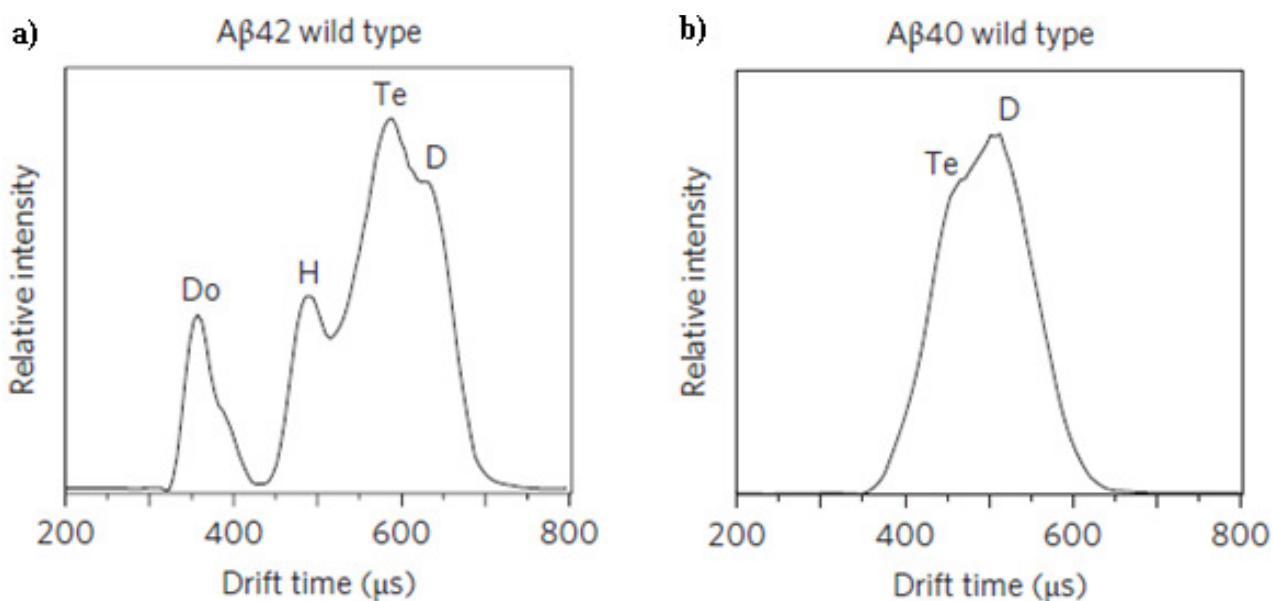 a)
Aβ42 wild type
Relative intensity
Do
H
Te
D
200 400 600 800
Drift time (μs)
b)
Aβ40 wild type
Relative intensity
Te
D
200 400 600 800
Drift time (μs)